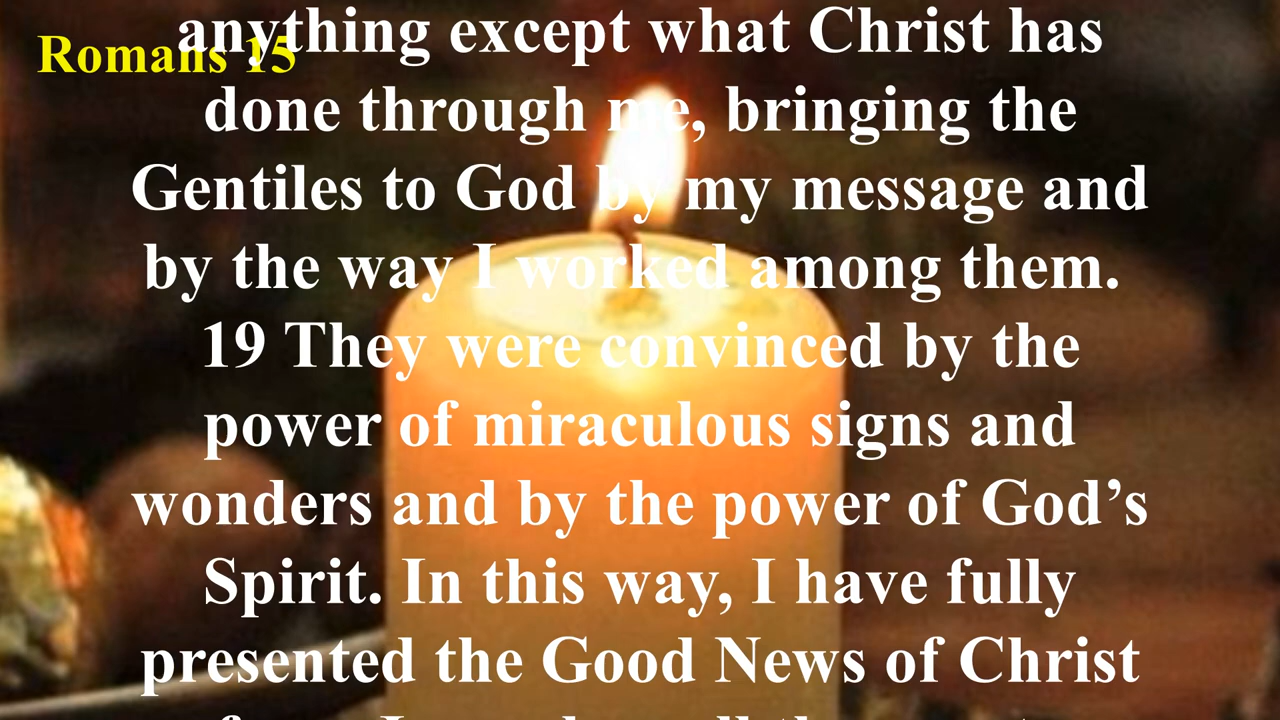 Romans 15
anything except what Christ has
done through me, bringing the
Gentiles to God by my message and
by the way I worked among them.
19 They were convinced by the
power of miraculous signs and
wonders and by the power of God’s
Spirit. In this way, I have fully
presented the Good News of Christ